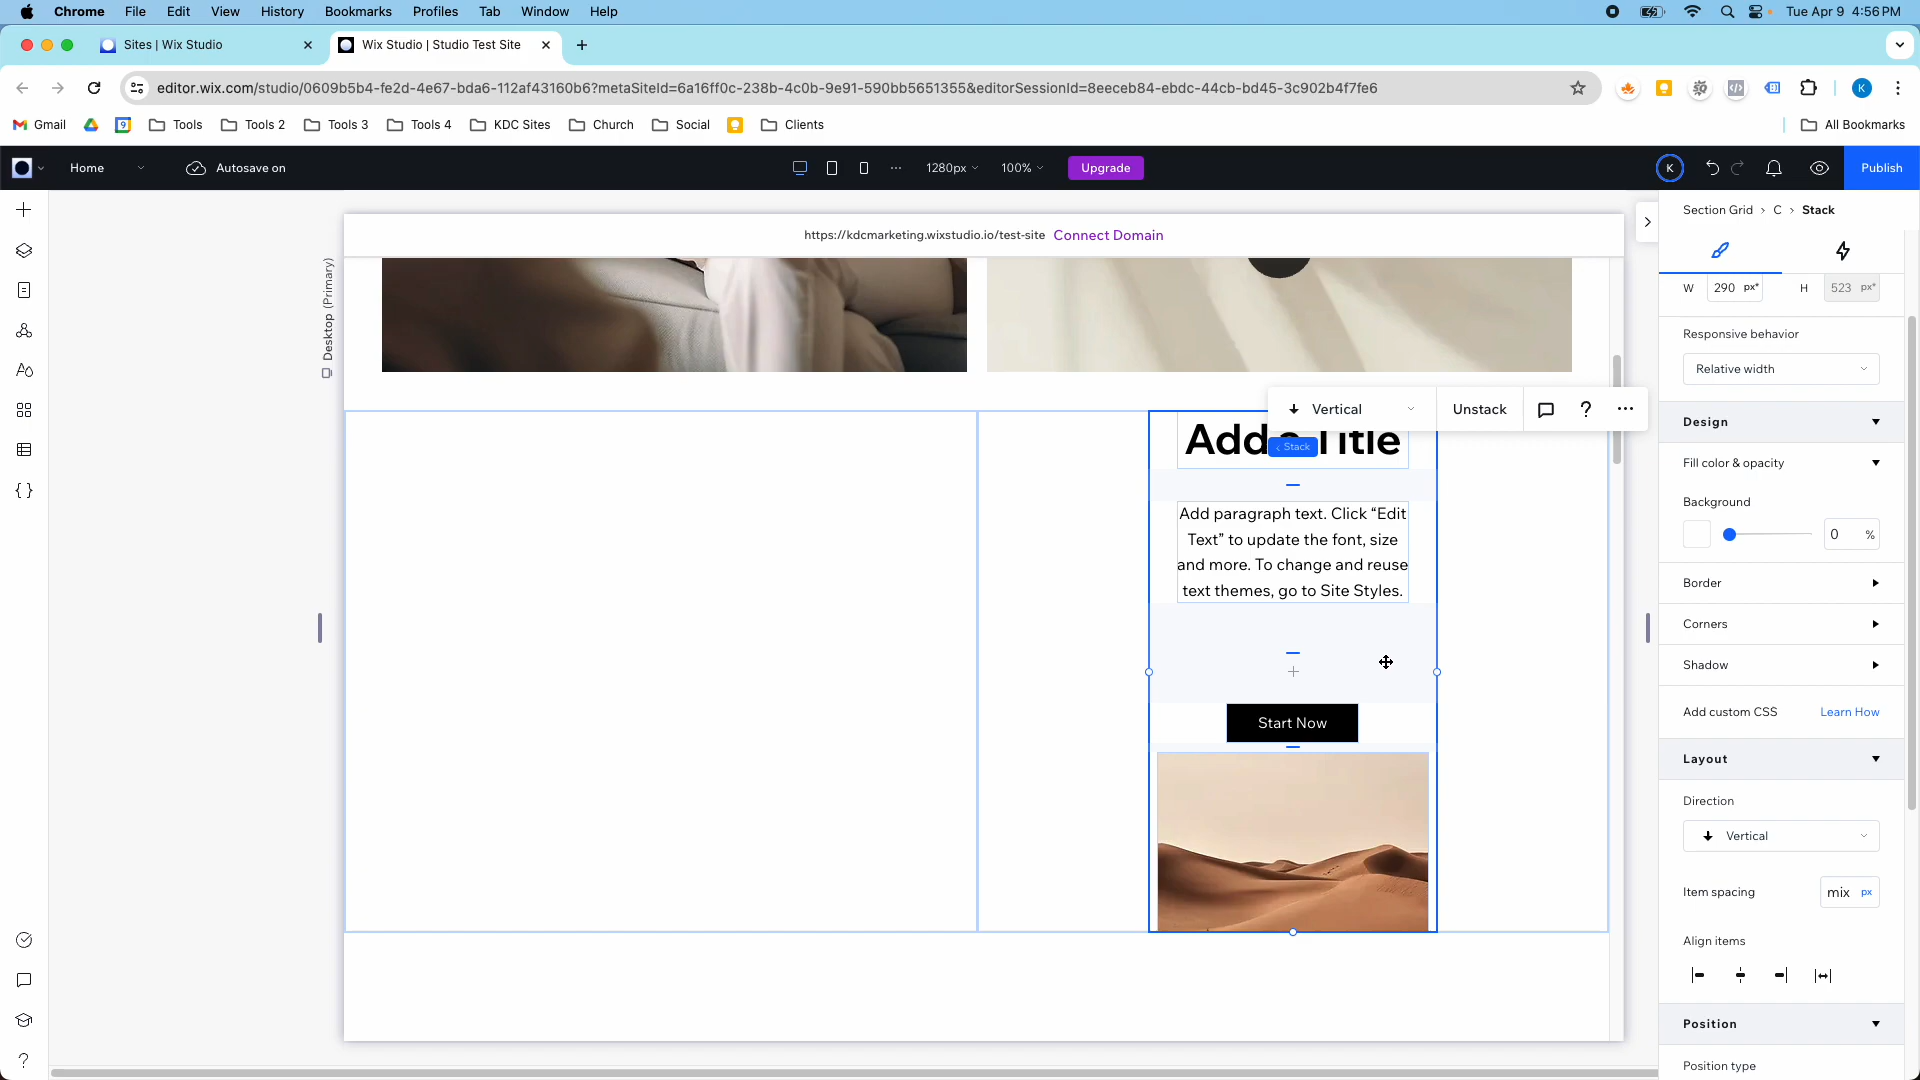 Chrome File Edit View History Bookmarks Profiles Tab Window Help
Tue Apr 9 4:56 PM
Sites | Wix Studio
Wix Studio | Studio Test Site
editor.wix.com/studio/0609b5b4-fe2d-4e67-bda6-112af43160b6?metaSiteId=6a16ff0c-238b-4c0b-9e91-590bb5651355&editorSessionId=8eeceb84-ebdc-44cb-bd45-3c902b4f7fe6
K
Gmail Tools Tools 2 Tools 3 Tools 4 KDC Sites Church Social Clients All Bookmarks
Home Autosave on 1280px 100% Upgrade K Publish
Section Grid > C > Stack
https://kdcmarketing.wixstudio.io/test-site Connect Domain
Desktop (Primary)
W 290 px* H 523 px*
Responsive behavior
Relative width
Vertical Unstack ? ...
Design
Add a Title
Stack
Fill color & opacity
Background
0 %
Add paragraph text. Click “Edit
Text” to update the font, size
and more. To change and reuse
text themes, go to Site Styles.
Border
Corners
Shadow
Start Now
Add custom CSS Learn How
Layout
Direction
Vertical
Item spacing mix px
Align items
Position
Position type